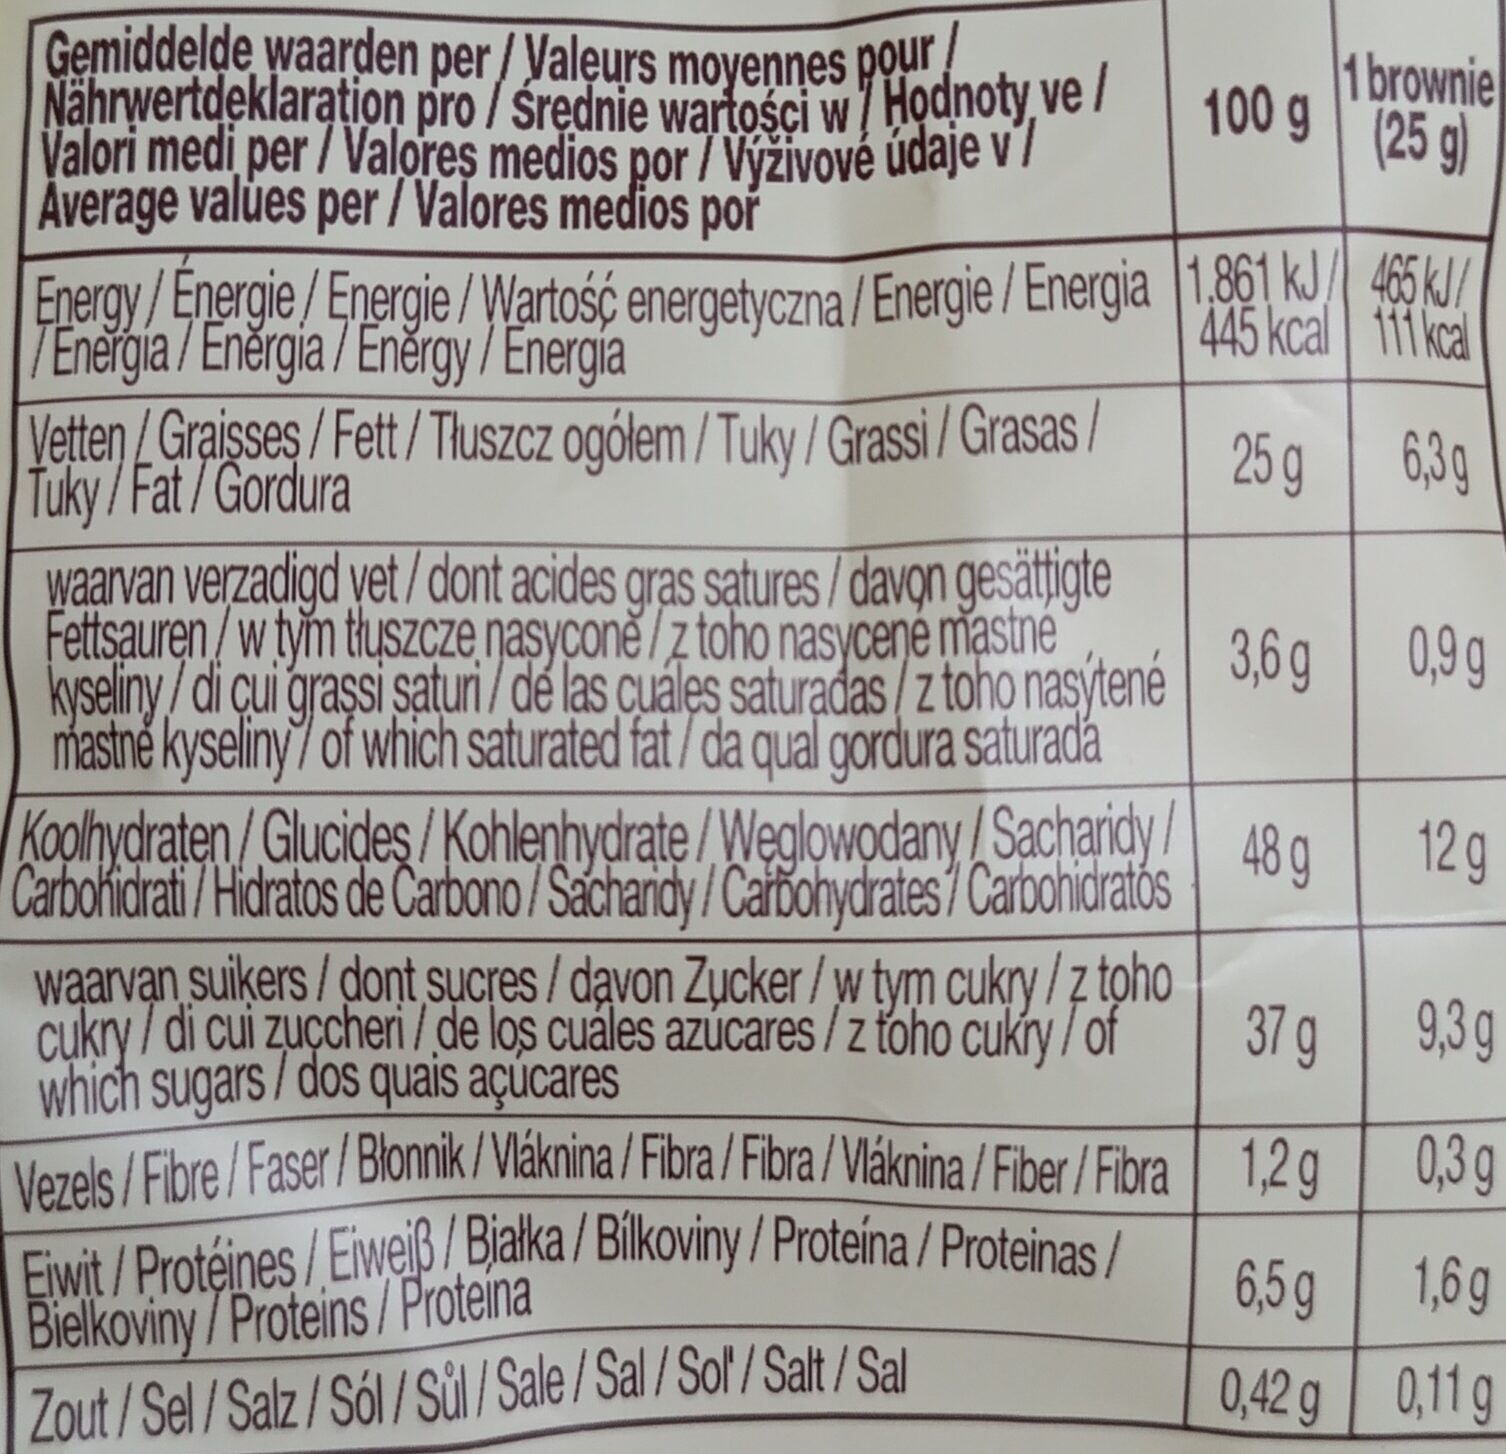 Gemiddelde waarden per / Valeurs moyennes pour /
Nährwertdeklaration pro / Średnie wartości w / Hodnoty ve /
Valori medi per / Valores medios por / Výživové údaje v /
Average values per / Valores medios por
100 g
1 brownie
(25 g)
Energy / Énergie / Energie / Wartość energetyczna / Energie / Energia
/ Energia / Energia / Energy / Energia
1.861 kJ/
445 kcal
465 kJ/
111 kcal
Vetten / Graisses / Fett / Tłuszcz ogółem / Tuky / Grassi / Grasas /
Tuky / Fat / Gordura
25 g
6,3 g
waarvan verzadigd vet / dont acides gras satures / davon gesättigte
Fettsauren / w tym tłuszcze nasycone / z toho nasycene mastne
kyseliny / di cui grassi saturi / de las cuáles saturadas / z toho nasýtené
mastné kyseliny / of which saturated fat / da qual gordura saturada
3,6 g
0,9 g
Koolhydraten / Glucides / Kohlenhydrate / Węglowodany / Sacharidy /
Carbohidrati / Hidratos de Carbono / Sacharidy / Carbohydrates / Carbohidratos
48 g
12 g
waarvan suikers / dont sucres / davon Zucker / w tym cukry / z toho
cukry / di cui zuccheri / de los cuáles azúcares / z toho cukry / of
which sugars / dos quais açúcares
37 g
9,3 g
Vezels / Fibre / Faser / Błonnik / Vláknina / Fibra / Fibra / Vláknina / Fiber / Fibra
1,2 g
0,3 g
Eiwit / Protéines / Eiweiß / Białka / Bílkoviny / Proteína / Proteinas /
Bielkoviny / Proteins / Proteína
6,5 g
1,6 g
Zout / Sel / Salz / Sól / Sůl / Sale / Sal / Sol' / Salt / Sal
0,42 g
0,11 g